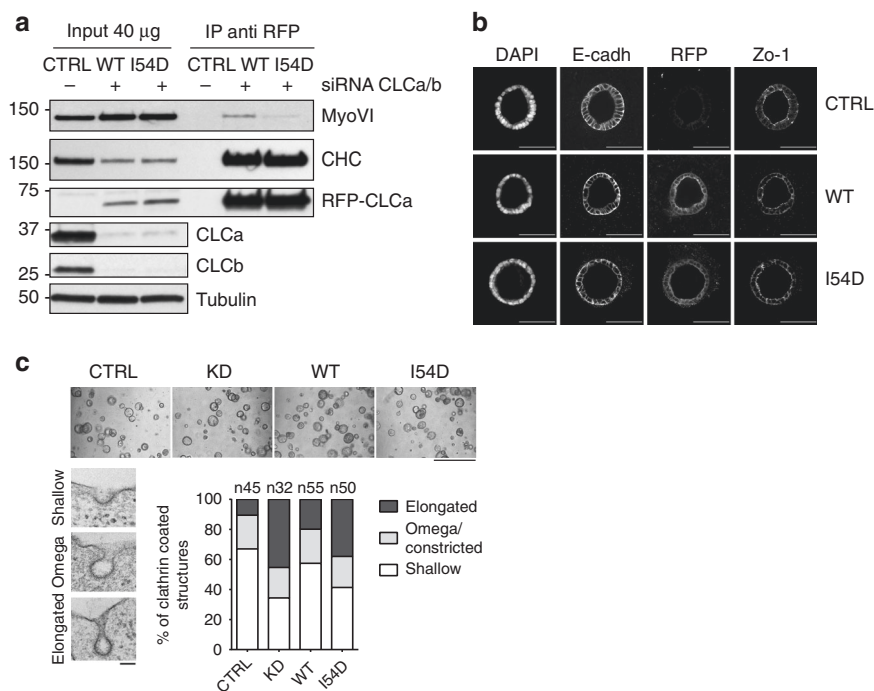 a
Input 40 µg
IP anti RFP
CTRL WT I54D
CTRL WT I54D
− + +
− + +
siRNA CLCa/b
150
MyoVI
150
CHC
75
RFP-CLCa
37
CLCa
25
CLCb
50
Tubulin
b
DAPI
E-cadh
RFP
Zo-1
CTRL
WT
I54D
c
CTRL
KD
WT
I54D
Shallow
Omega
Elongated
% of clathrin coated
structures
n45 n32 n55 n50
100
80
60
40
20
0
CTRL
KD
WT
I54D
Elongated
Omega/
constricted
Shallow